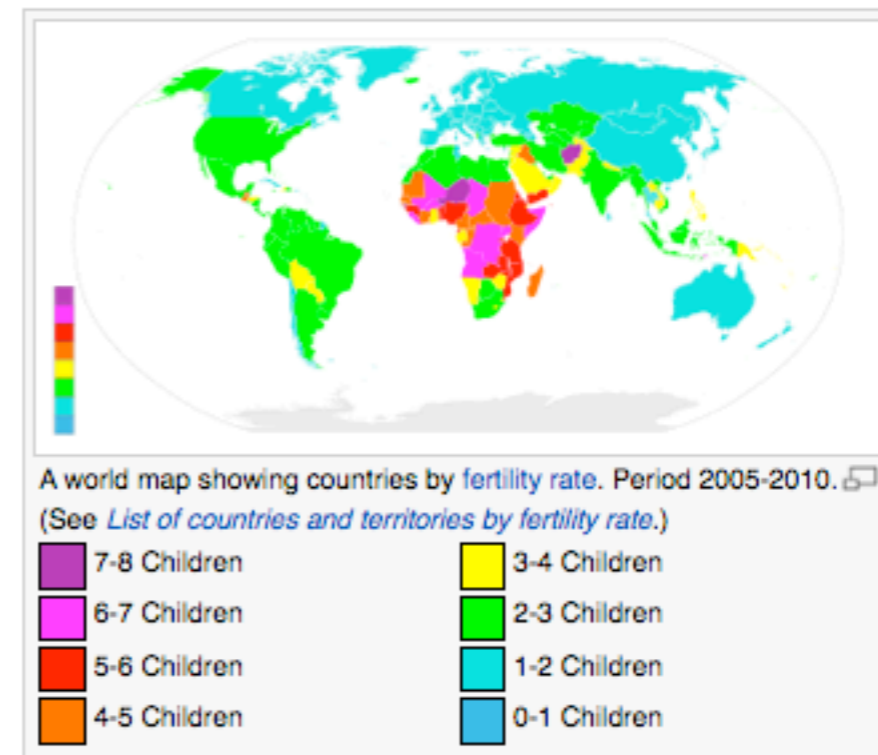 A world map showing countries by fertility rate. Period 2005-2010.
(See List of countries and territories by fertility rate.)
7-8 Children
6-7 Children
5-6 Children
4-5 Children
3-4 Children
2-3 Children
1-2 Children
0-1 Children